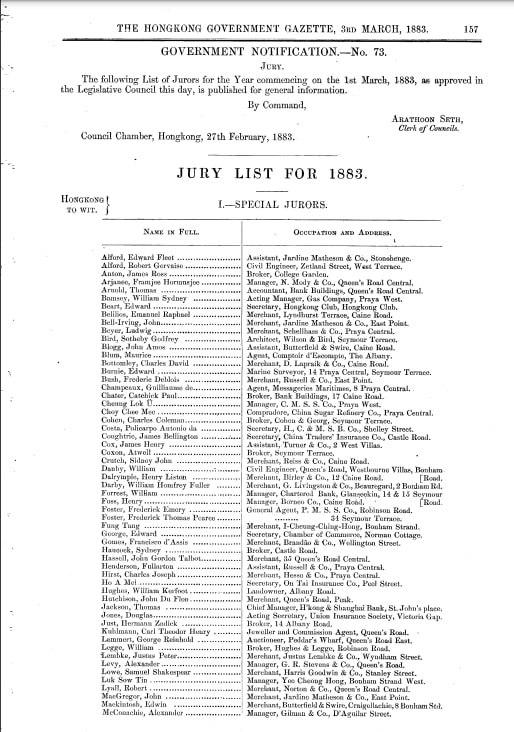 THE HONGKONG GOVERNMENT GAZETTE, 3RD MARCH, 1883. 157
GOVERNMENT NOTIFICATION.—No. 73.
JURY.
The following List of Jurors for the Year commencing on the 1st March, 1883, as approved in
the Legislative Council this day, is published for general information.
By Command,
ARATHOON SETH,
Clerk of Councils.
Council Chamber, Hongkong, 27th February, 1883.
JURY LIST FOR 1883.
HONGKONG
TO WIT.
I.—SPECIAL JURORS.
NAME IN FULL. OCCUPATION AND ADDRESS.
Alford, Edward Fleet ........ Assistant, Jardine Matheson & Co., Stonehenge.
Alford, Robert Gervaise ........ Civil Engineer, Zetland Street, West Terrace.
Anton, James Ross ........ Broker, College Garden.
Arjanee, Framjee Hormusjee ........ Manager, N. Mody & Co., Queen's Road Central.
Arnold, Thomas ........ Accountant, Bank Buildings, Queen's Road Central.
Bamsey, William Sydney ........ Acting Manager, Gas Company, Praya West.
Beart, Edward ........ Secretary, Hongkong Club, Hongkong Club.
Belilios, Emanuel Raphael ........ Merchant, Lyndhurst Terrace, Caine Road.
Bell-Irving, John ........ Merchant, Jardine Matheson & Co., East Point.
Beyer, Ladwig ........ Merchant, Schellhass & Co., Praya Central.
Bird, Sotheby Godfrey ........ Architect, Wilson & Bird, Seymour Terrace.
Blogg, John Amos ........ Assistant, Butterfield & Swire, Caine Road.
Blum, Maurice ........ Agent, Comptoir d'Escompte, The Albany.
Bottomley, Charles David ........ Merchant, D. Lapraik & Co., Caine Road.
Burnie, Edward ........ Marine Surveyor, 14 Praya Central, Seymour Terrace.
Bush, Frederic Deblois ........ Merchant, Russell & Co., East Point.
Champeaux, Guilliaume de ........ Agent, Messageries Maritimes, 8 Praya Central.
Chater, Catchick Paul ........ Broker, Bank Buildings, 17 Caine Road.
Cheung Lok Ü ........ Manager, C. M. S. S. Co., Praya West.
Choy Chee Mee ........ Compradore, China Sugar Refinery Co., Praya Central.
Cohen, Charles Coleman ........ Broker, Cohen & Georg, Seymour Terrace.
Costa, Policarpo Antonio da ........ Secretary, H., C. & M. S. B. Co., Shelley Street.
Coughtrie, James Bellington ........ Secretary, China Traders' Insurance Co., Castle Road.
Cox, James Henry ........ Assistant, Turner & Co., 2 West Villas.
Coxon, Atwell ........ Broker, Seymour Terrace.
Crutch, Sidney John ........ Merchant, Reiss & Co., Caine Road.
Danby, William ........ Civil Engineer, Queen's Road, Westbourne Villas, Bonham
Dalrymple, Henry Liston ........ Merchant, Birley & Co., 12 Caine Road. [Road.
Darby, William Homfrey Fuller ........ Merchant, G. Livingston & Co., Beauregard, 2 Bonham Rd.
Forrest, William ........ Manager, Chartered Bank, Glanseskin, 14 & 15 Seymour
Foss, Henry ........ Manager, Borneo Co., Caine Road. [Road.
Foster, Frederick Emery ........ General Agent, P. M. S. S. Co., Robinson Road.
Foster, Frederick Thomas Pearce ........ ......... 34 Seymour Terrace.
Fung Tang ........ Merchant, I-Cheung-Ching-Hong, Bonham Strand.
George, Edward ........ Secretary, Chamber of Commerce, Norman Cottage.
Gomes, Francisco d'Assis ........ Merchant, Brandão & Co., Wellington Street.
Hancock, Sydney ........ Broker, Castle Road.
Hassell, John Gordon Talbot ........ Merchant, 35 Queen's Road Central.
Henderson, Fullarton ........ Assistant, Russell & Co., Praya Central.
Hirst, Charles Joseph ........ Merchant, Hesse & Co., Praya Central.
Ho A Mei ........ Secretary, On Tai Insurance Co., Peel Street.
Hughes, William Kerfoot ........ Landowner, Albany Road.
Hutchison, John Du Flon ........ Merchant, Queen's Road, Peak.
Jackson, Thomas ........ Chief Manager, H'kong & Shanghai Bank, St. John's place.
Jones, Douglas ........ Acting Secretary, Union Insurance Society, Victoria Gap.
Just, Hermann Zadick ........ Broker, 14 Albany Road.
Kuhlmann, Carl Theodor Henry ........ Jeweller and Commission Agent, Queen's Road.
Lammert, George Reinhold ........ Auctioneer, Peddar's Wharf, Queen's Road East.
Legge, William ........ Broker, Hughes & Legge, Robinson Road.
Lembke, Justus Peter ........ Merchant, Justus Lembke & Co., Wyndham Street.
Levy, Alexander ........ Manager, G. R. Stevens & Co., Queen's Road.
Lowe, Samuel Shakespear ........ Merchant, Harris Goodwin & Co., Stanley Street.
Luk Sow Tin ........ Manager, Yee Cheong Hong, Bonham Strand West.
Lyall, Robert ........ Merchant, Norton & Co., Queen's Road Central.
MacGregor, John ........ Merchant, Jardine Matheson & Co., East Point.
Mackintosh, Edwin ........ Merchant, Butterfield & Swire, Craigellachie, 8 Bonham Std.
McConachie, Alexander ........ Manager, Gilman & Co., D'Aguilar Street.